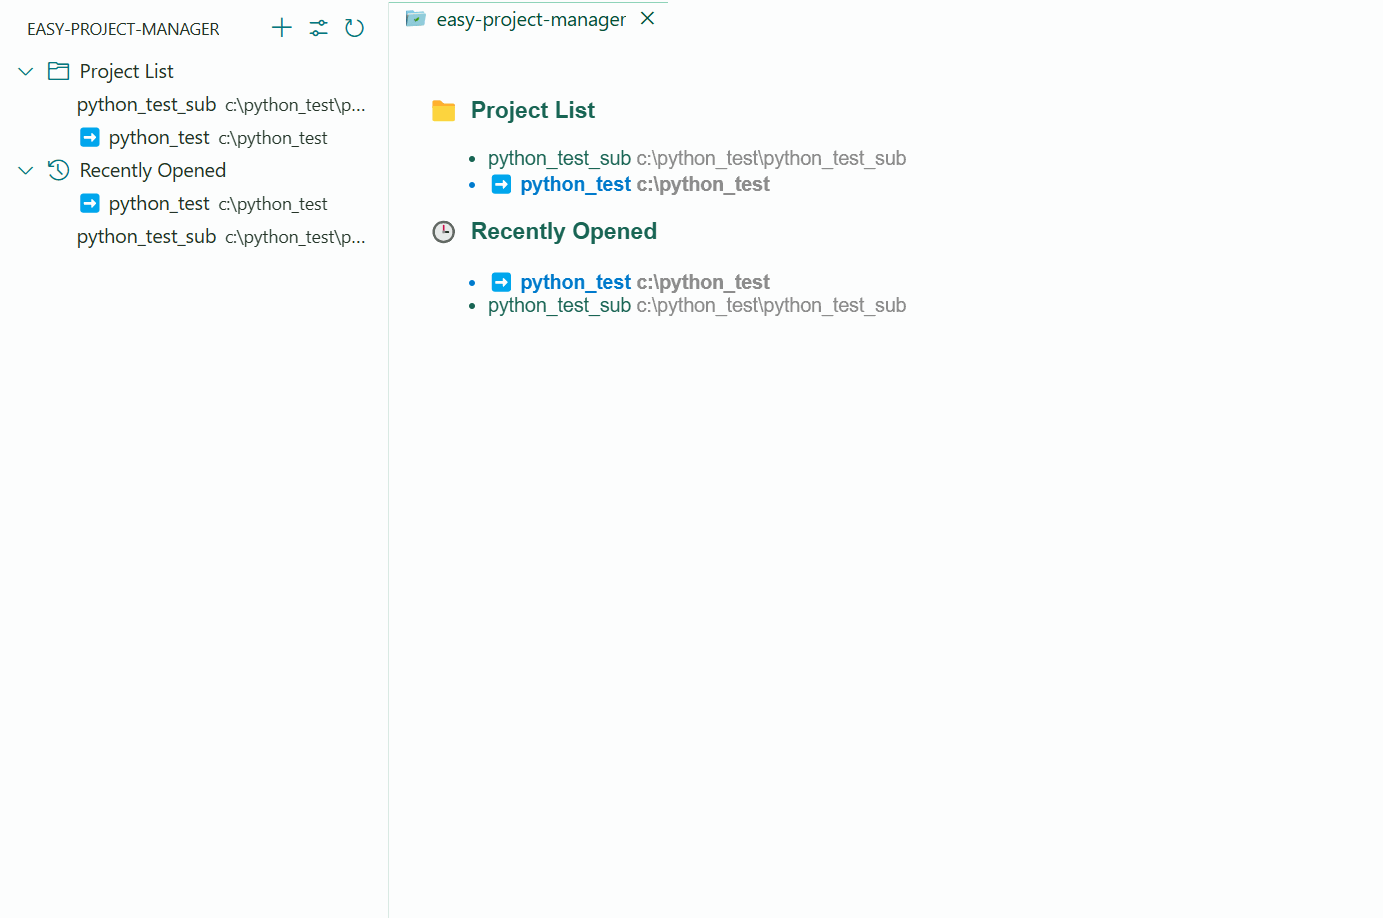 EASY-PROJECT-MANAGER
Project List
python_test_sub c:\python_test\p...
python_test c:\python_test
Recently Opened
python_test c:\python_test
python_test_sub c:\python_test\p...
easy-project-manager
Project List
python_test_sub c:\python_test\python_test_sub
python_test c:\python_test
Recently Opened
python_test c:\python_test
python_test_sub c:\python_test\python_test_sub